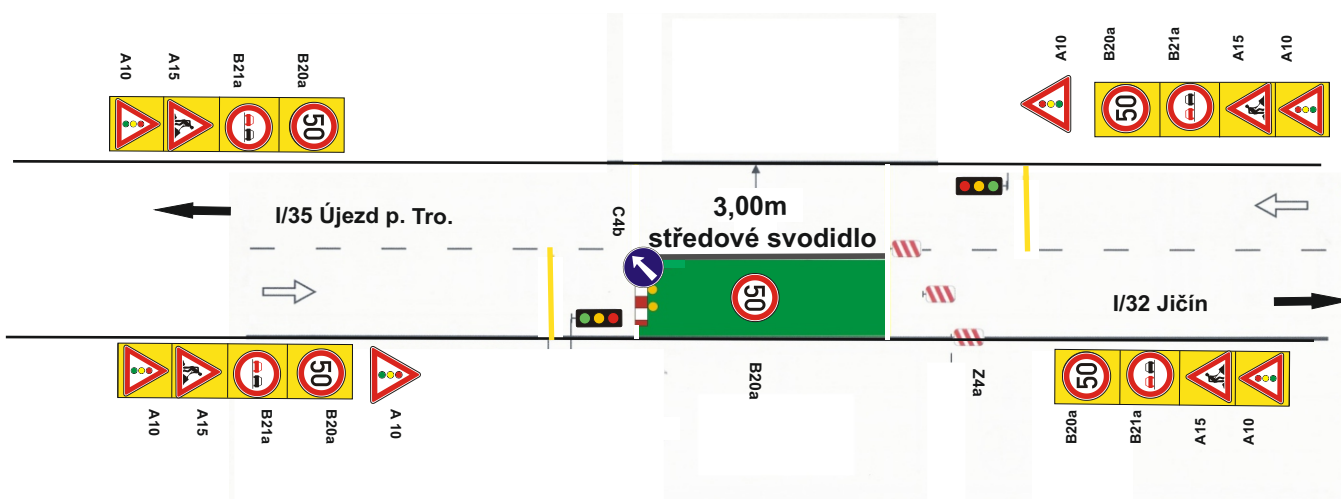 A10
A15
B21a
B20a
50
A10
B20a
B21a
A15
A10
50
I/35 Újezd p. Tro.
C4b
3,00m
středové svodidlo
50
I/32 Jičín
50
A10
A15
B21a
B20a
A 10
B20a
Z4a
50
B20a
B21a
A15
A10